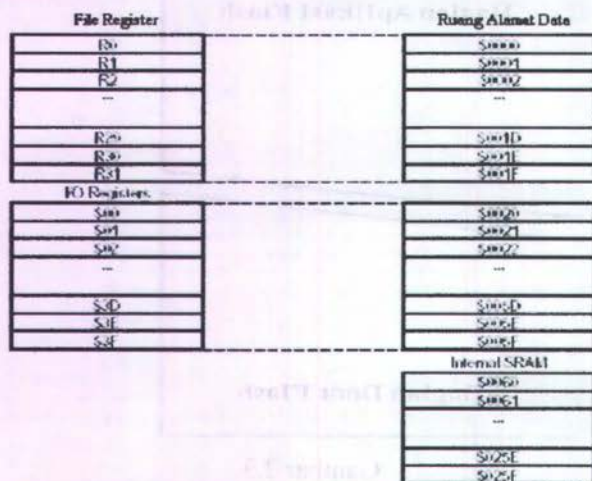 File Register
R0
R1
R2
...
R29
R30
R31
I/O Registers
$00
$01
$02
...
$3D
$3E
$3F
Ruang Alamat Data
$0000
$0001
$0002
...
$001D
$001E
$001F
$0020
$0021
$0022
...
$005D
$005E
$005F
Internal SRAM
$0060
$0061
...
$025E
$025F